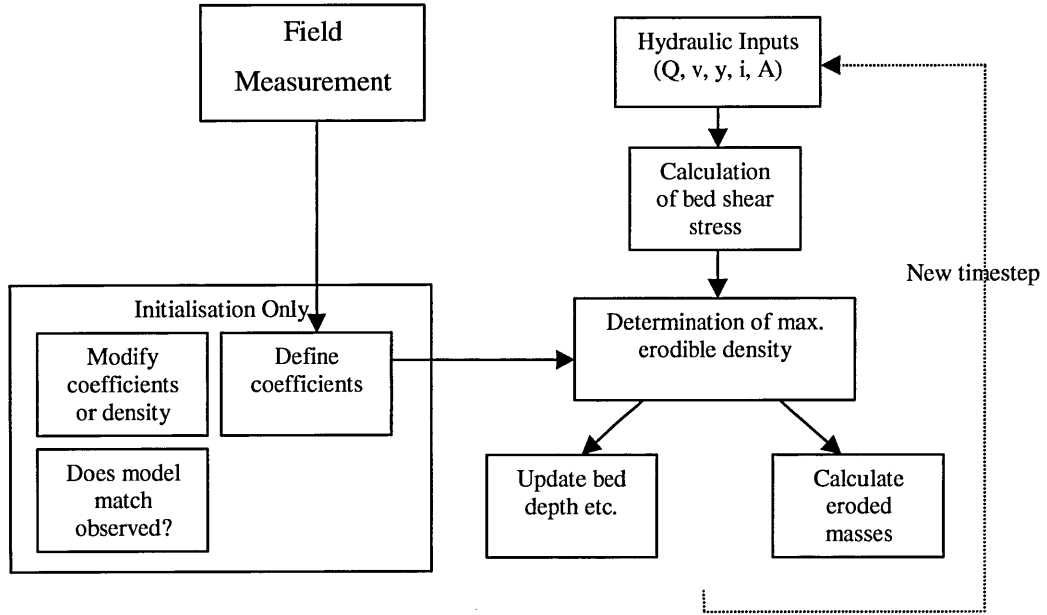 Field
Measurement
Hydraulic Inputs
(Q, v, y, i, A)
Calculation
of bed shear
stress
New timestep
Initialisation Only
Modify
coefficients
or density
Define
coefficients
Determination of max.
erodible density
Does model
match
observed?
Update bed
depth etc.
Calculate
eroded
masses